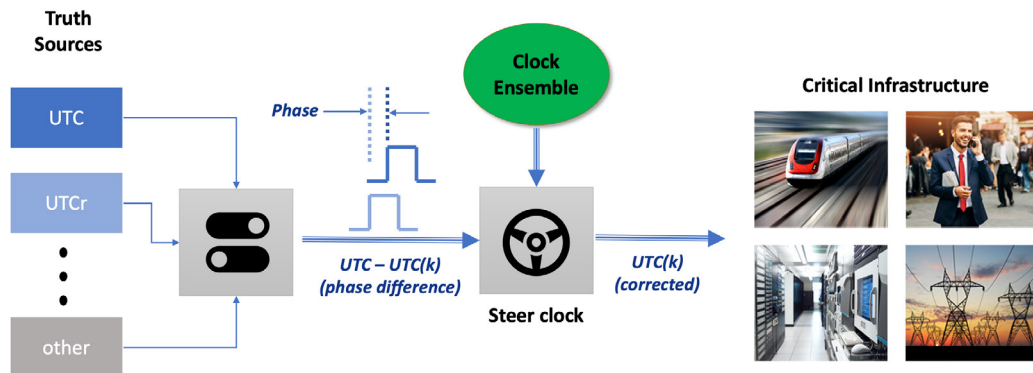 Truth
Sources
UTC
UTCr
other
Phase
UTC – UTC(k)
(phase difference)
Clock
Ensemble
Steer clock
UTC(k)
(corrected)
Critical Infrastructure